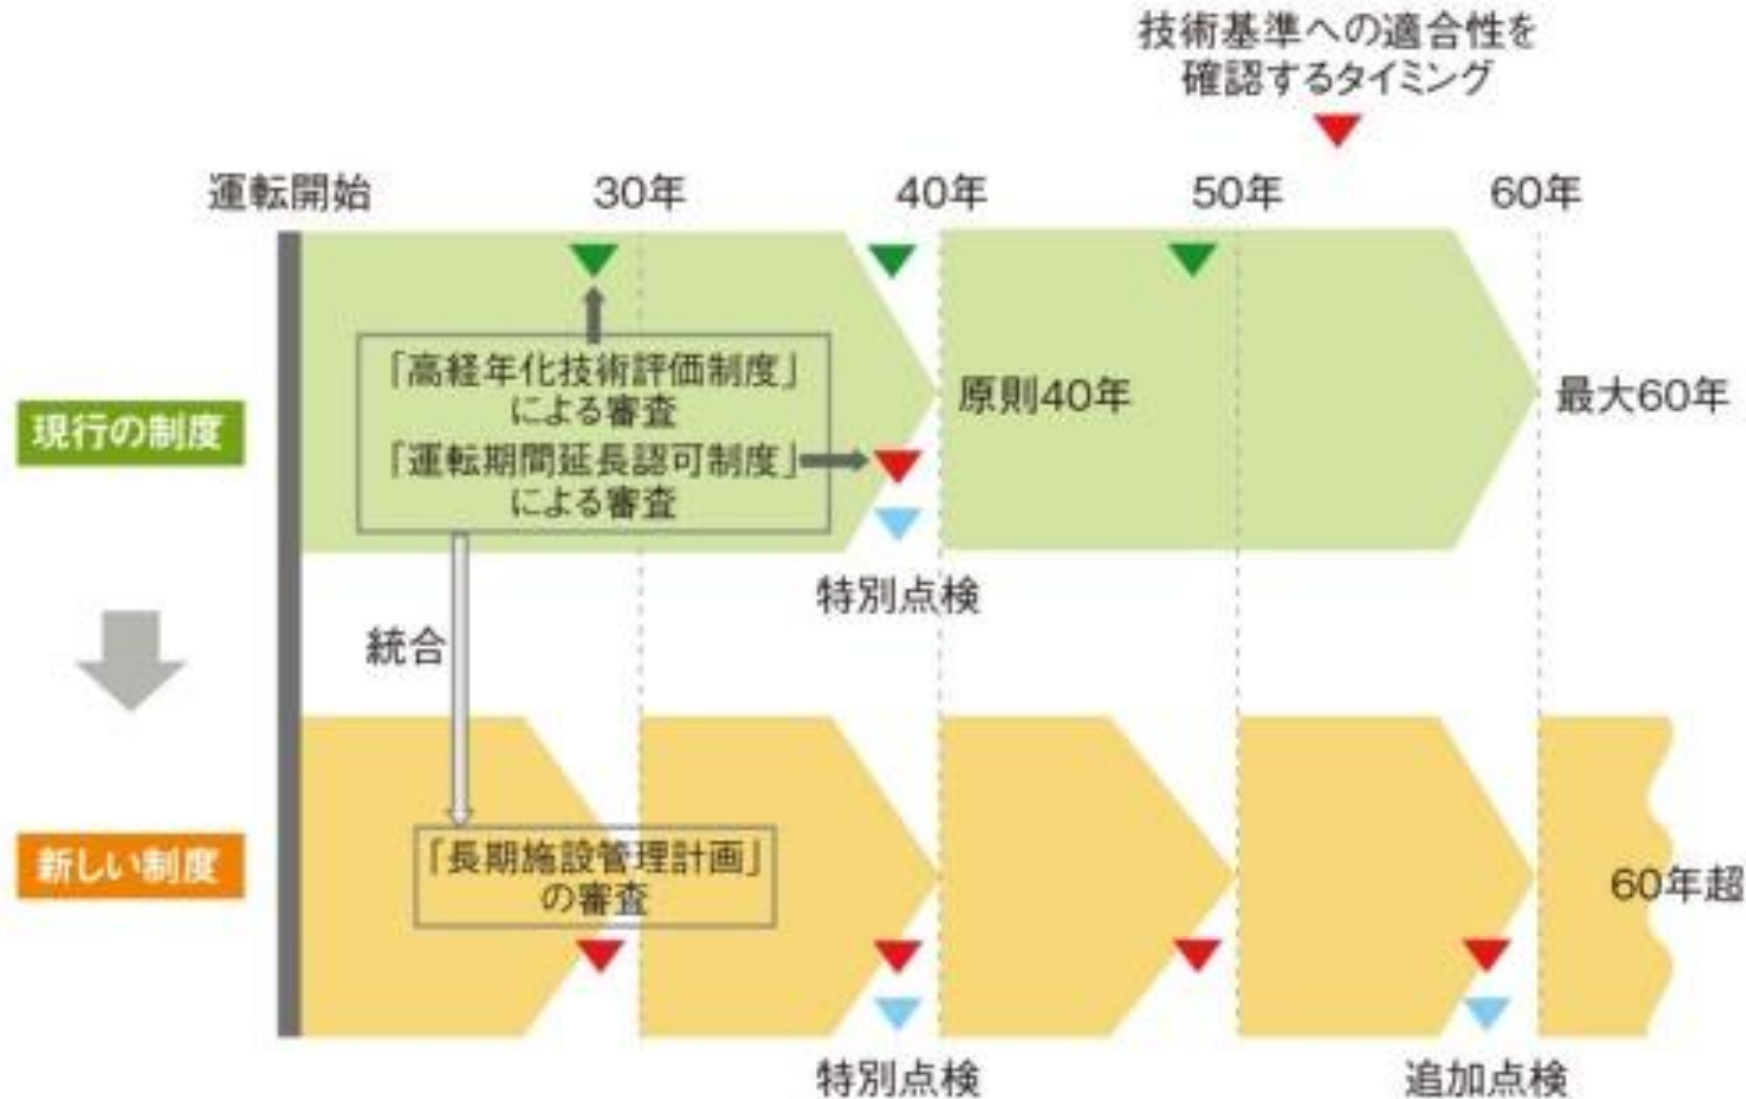 技術基準への適合性を
確認するタイミング
運転開始
30年
40年
50年
60年
「高経年化技術評価制度」
による審査
「運転期間延長認可制度」
による審査
現行の制度
原則40年
最大60年
特別点検
統合
新しい制度
「長期施設管理計画」
の審査
60年超
特別点検
追加点検